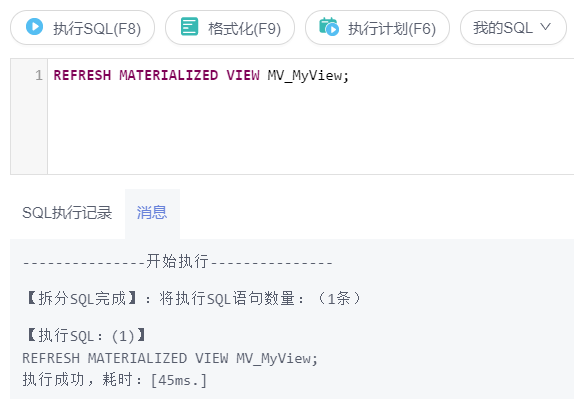 执行SQL(F8) 格式化(F9) 执行计划(F6) 我的SQL
1 REFRESH MATERIALIZED VIEW MV_MyView;
SQL执行记录 消息
---------------开始执行---------------
【拆分SQL完成】：将执行SQL语句数量：（1条）
【执行SQL：(1)】
REFRESH MATERIALIZED VIEW MV_MyView;
执行成功，耗时：[45ms.]